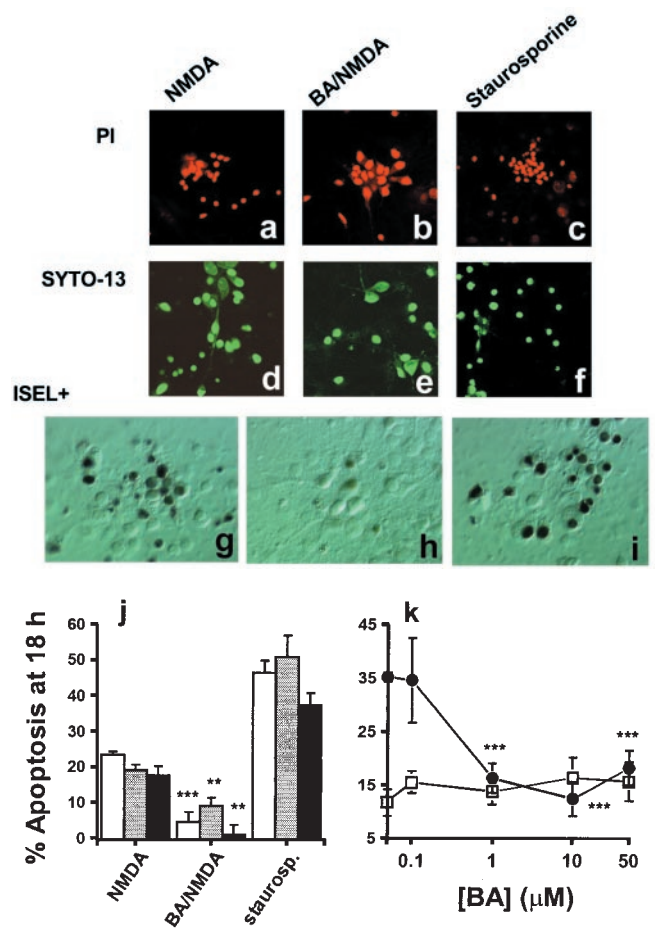 NMDA BA/NMDA Staurosporine
PI
a b c
SYTO-13
d e f
ISEL+
g h i
j k
% Apoptosis at 18 h
60
50
40
30
20
10
0
*** ** **
NMDA BA/NMDA staurosp.
45
35
25
15
5
*** *** ***
0.1 1 10 50
[BA] (μM)